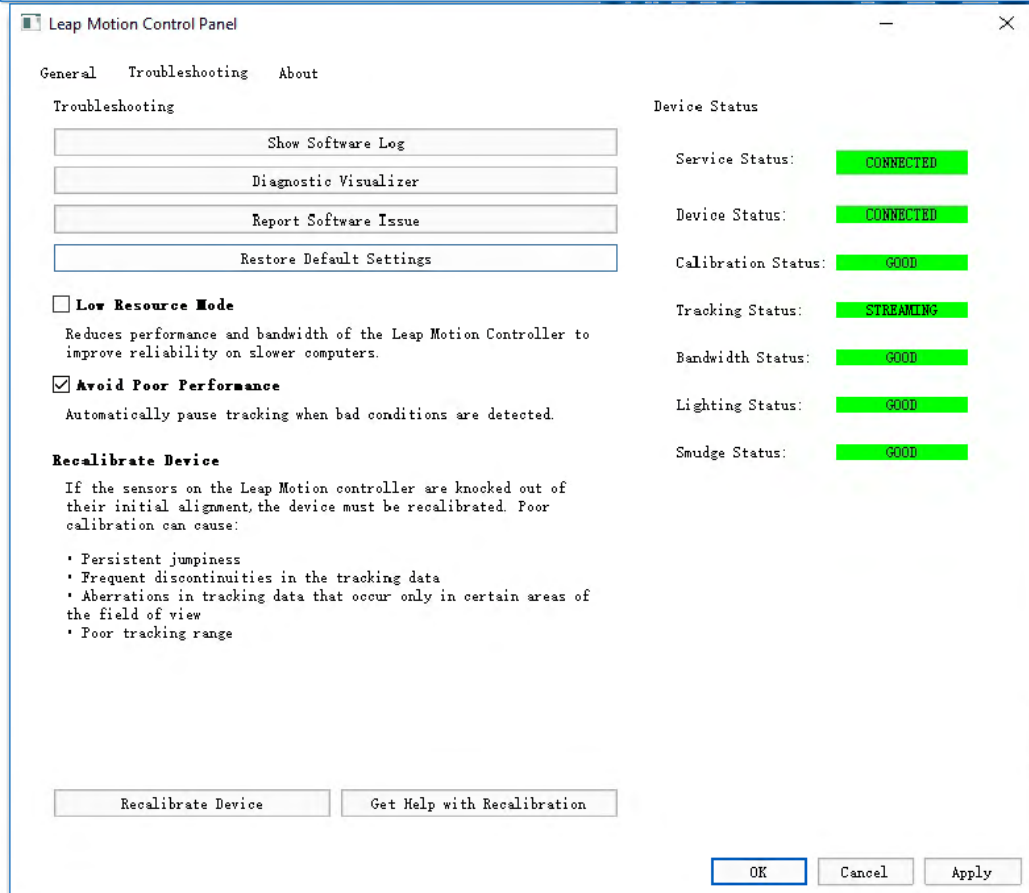 Leap Motion Control Panel
General Troubleshooting About
Troubleshooting
Show Software Log
Diagnostic Visualizer
Report Software Issue
Restore Default Settings
Low Resource Mode
Reduces performance and bandwidth of the Leap Motion Controller to
improve reliability on slower computers.
Avoid Poor Performance
Automatically pause tracking when bad conditions are detected.
Recalibrate Device
If the sensors on the Leap Motion controller are knocked out of
their initial alignment, the device must be recalibrated. Poor
calibration can cause:
• Persistent jumpiness
• Frequent discontinuities in the tracking data
• Aberrations in tracking data that occur only in certain areas of
the field of view
• Poor tracking range
Recalibrate Device
Get Help with Recalibration
Device Status
Service Status: CONNECTED
Device Status: CONNECTED
Calibration Status: GOOD
Tracking Status: STREAMING
Bandwidth Status: GOOD
Lighting Status: GOOD
Smudge Status: GOOD
OK
Cancel
Apply